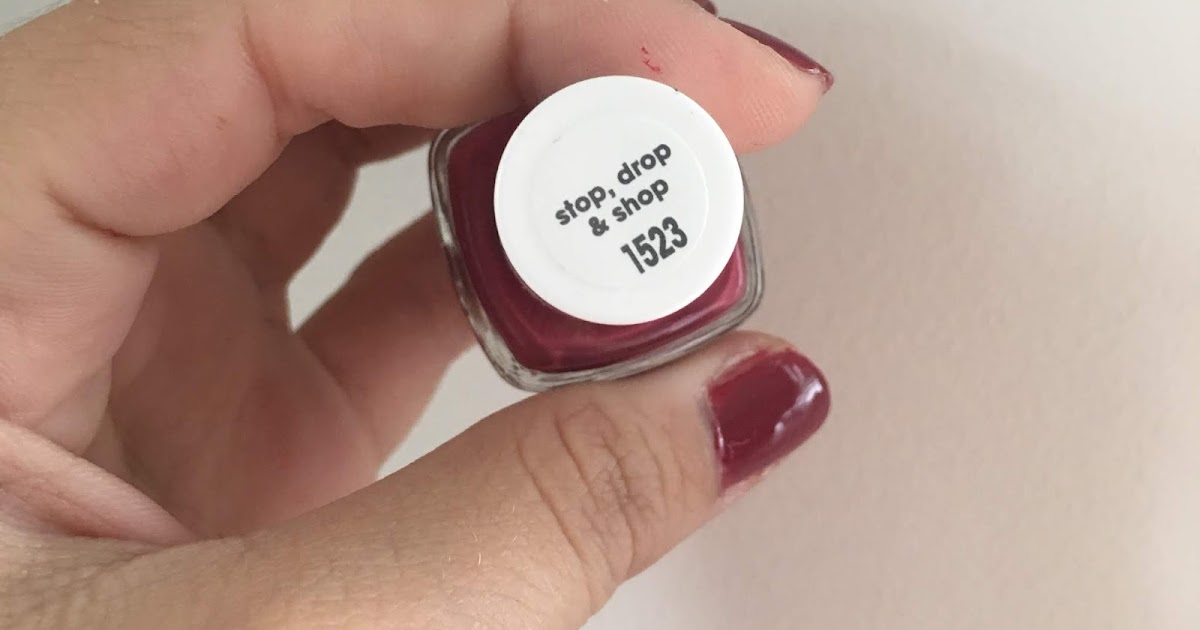 stop, drop
& shop
1523